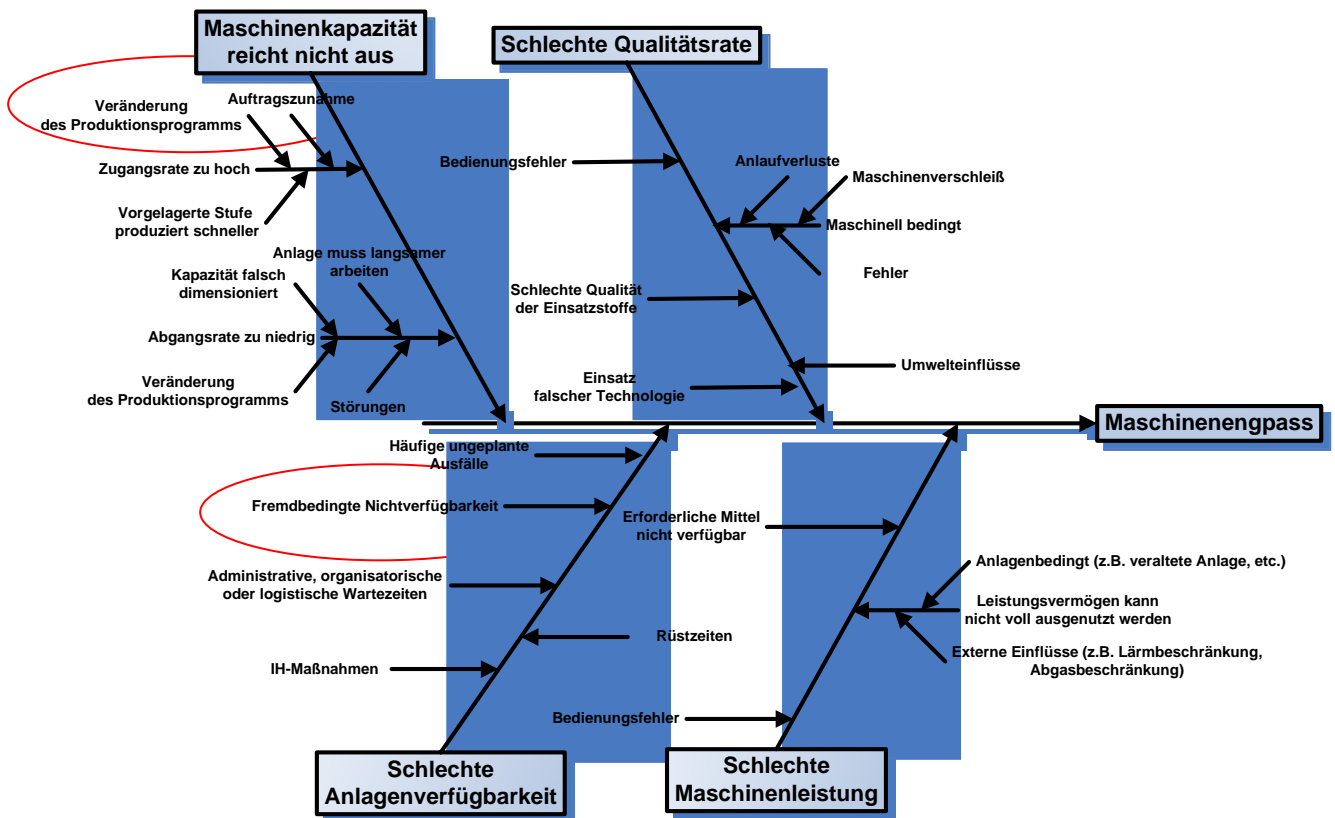 Maschinenkapazität
reicht nicht aus
Schlechte Qualitätsrate
Auftragszunahme
Veränderung
des Produktionsprogramms
Zugangsrate zu hoch
Vorgelagerte Stufe
produziert schneller
Anlage muss langsamer
arbeiten
Kapazität falsch
dimensioniert
Abgangsrate zu niedrig
Veränderung
des Produktionsprogramms
Störungen
Bedienungsfehler
Anlaufverluste
Maschinenverschleiß
Maschinell bedingt
Fehler
Schlechte Qualität
der Einsatzstoffe
Umwelteinflüsse
Einsatz
falscher Technologie
Maschinenengpass
Häufige ungeplante
Ausfälle
Fremdbedingte Nichtverfügbarkeit
Administrative, organisatorische
oder logistische Wartezeiten
Rüstzeiten
IH-Maßnahmen
Erforderliche Mittel
nicht verfügbar
Anlagenbedingt (z.B. veraltete Anlage, etc.)
Leistungsvermögen kann
nicht voll ausgenutzt werden
Externe Einflüsse (z.B. Lärmbeschränkung,
Abgasbeschränkung)
Bedienungsfehler
Schlechte
Anlagenverfügbarkeit
Schlechte
Maschinenleistung